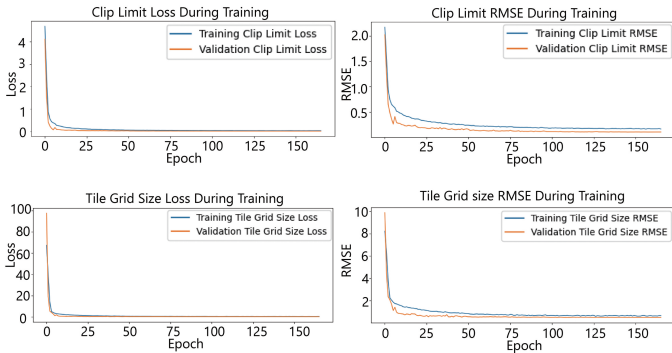 Clip Limit Loss During Training
Training Clip Limit Loss
Validation Clip Limit Loss
Loss
4
3
2
1
0
0 25 50 75 100 125 150
Epoch
Clip Limit RMSE During Training
Training Clip Limit RMSE
Validation Clip Limit RMSE
RMSE
2.0
1.5
1.0
0.5
0 25 50 75 100 125 150
Epoch
Tile Grid Size Loss During Training
Training Tile Grid Size Loss
Validation Tile Grid Size Loss
Loss
100
80
60
40
20
0
0 25 50 75 100 125 150
Epoch
Tile Grid size RMSE During Training
Training Tile Grid Size RMSE
Validation Tile Grid Size RMSE
RMSE
10
8
6
4
2
0 25 50 75 100 125 150
Epoch